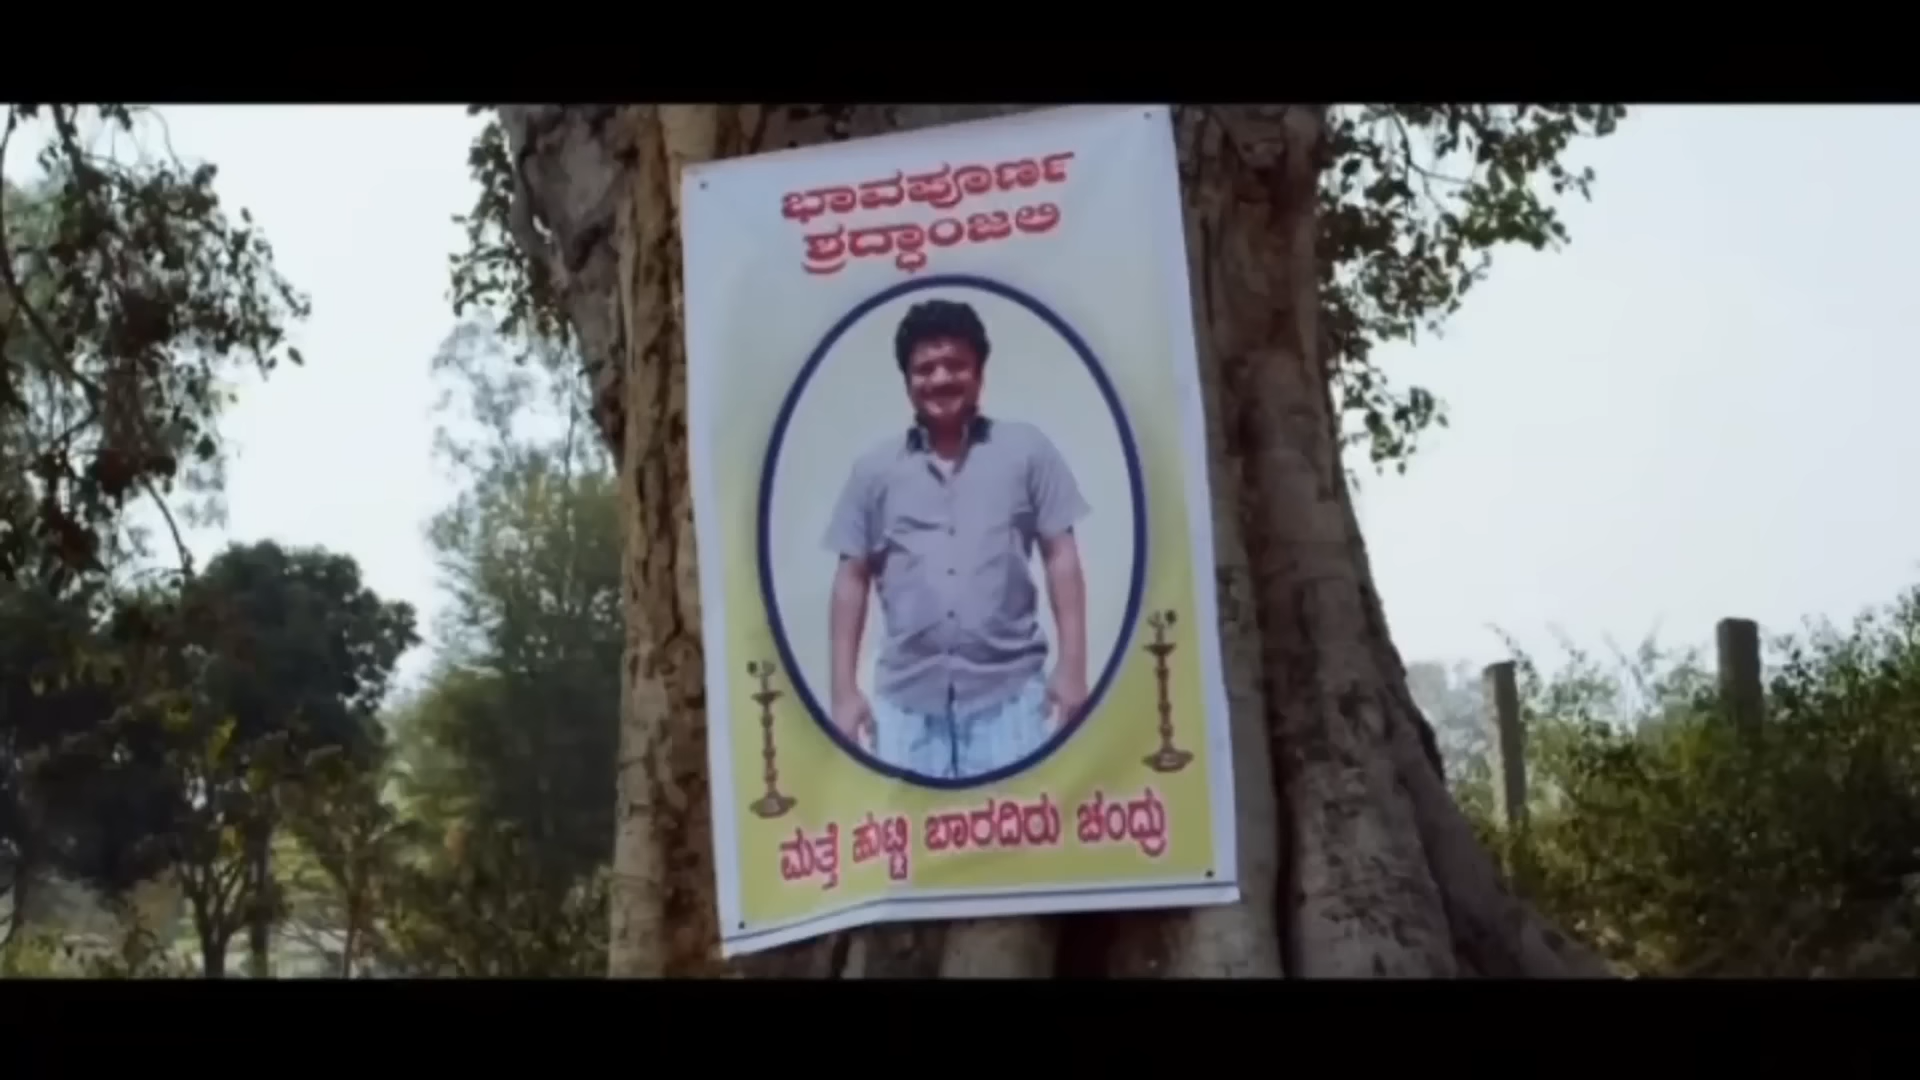 ಭಾವಪೂರ್ಣ
ಶ್ರದ್ಧಾಂಜಲಿ
ಮತ್ತೆ ಹುಟ್ಟಿ ಬಾರದಿರು ಚಂದ್ರು